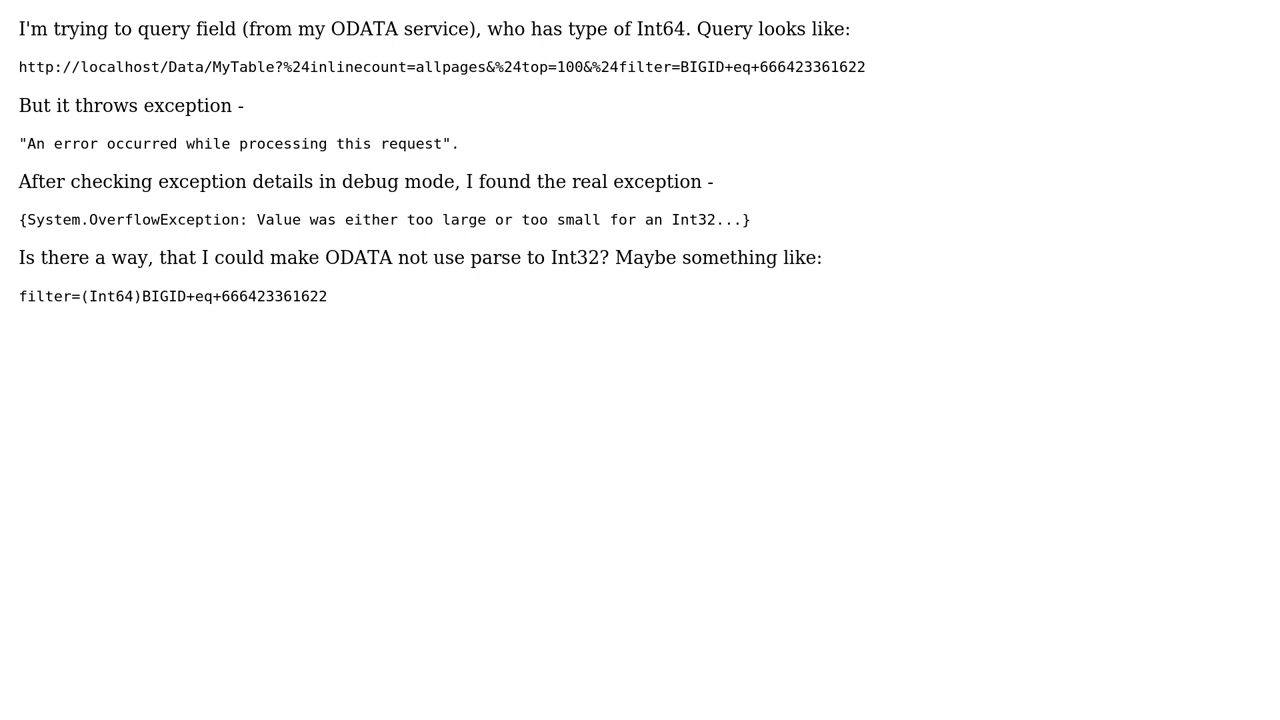 I'm trying to query field (from my ODATA service), who has type of Int64. Query looks like:
http://localhost/Data/MyTable?%24inlinecount=allpages&%24top=100&%24filter=BIGID+eq+666423361622
But it throws exception -
"An error occurred while processing this request".
After checking exception details in debug mode, I found the real exception -
{System.OverflowException: Value was either too large or too small for an Int32...}
Is there a way, that I could make ODATA not use parse to Int32? Maybe something like:
filter=(Int64)BIGID+eq+666423361622